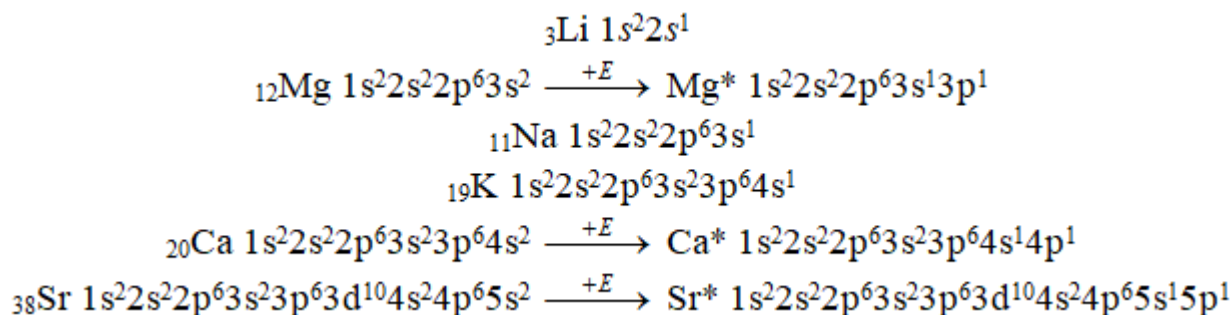 ₃Li 1s²2s¹
₁₂Mg 1s²2s²2p⁶3s² +E⟶ Mg* 1s²2s²2p⁶3s¹3p¹
₁₁Na 1s²2s²2p⁶3s¹
₁₉K 1s²2s²2p⁶3s²3p⁶4s¹
₂₀Ca 1s²2s²2p⁶3s²3p⁶4s² +E⟶ Ca* 1s²2s²2p⁶3s²3p⁶4s¹4p¹
₃₈Sr 1s²2s²2p⁶3s²3p⁶3d¹⁰4s²4p⁶5s² +E⟶ Sr* 1s²2s²2p⁶3s²3p⁶3d¹⁰4s²4p⁶5s¹5p¹